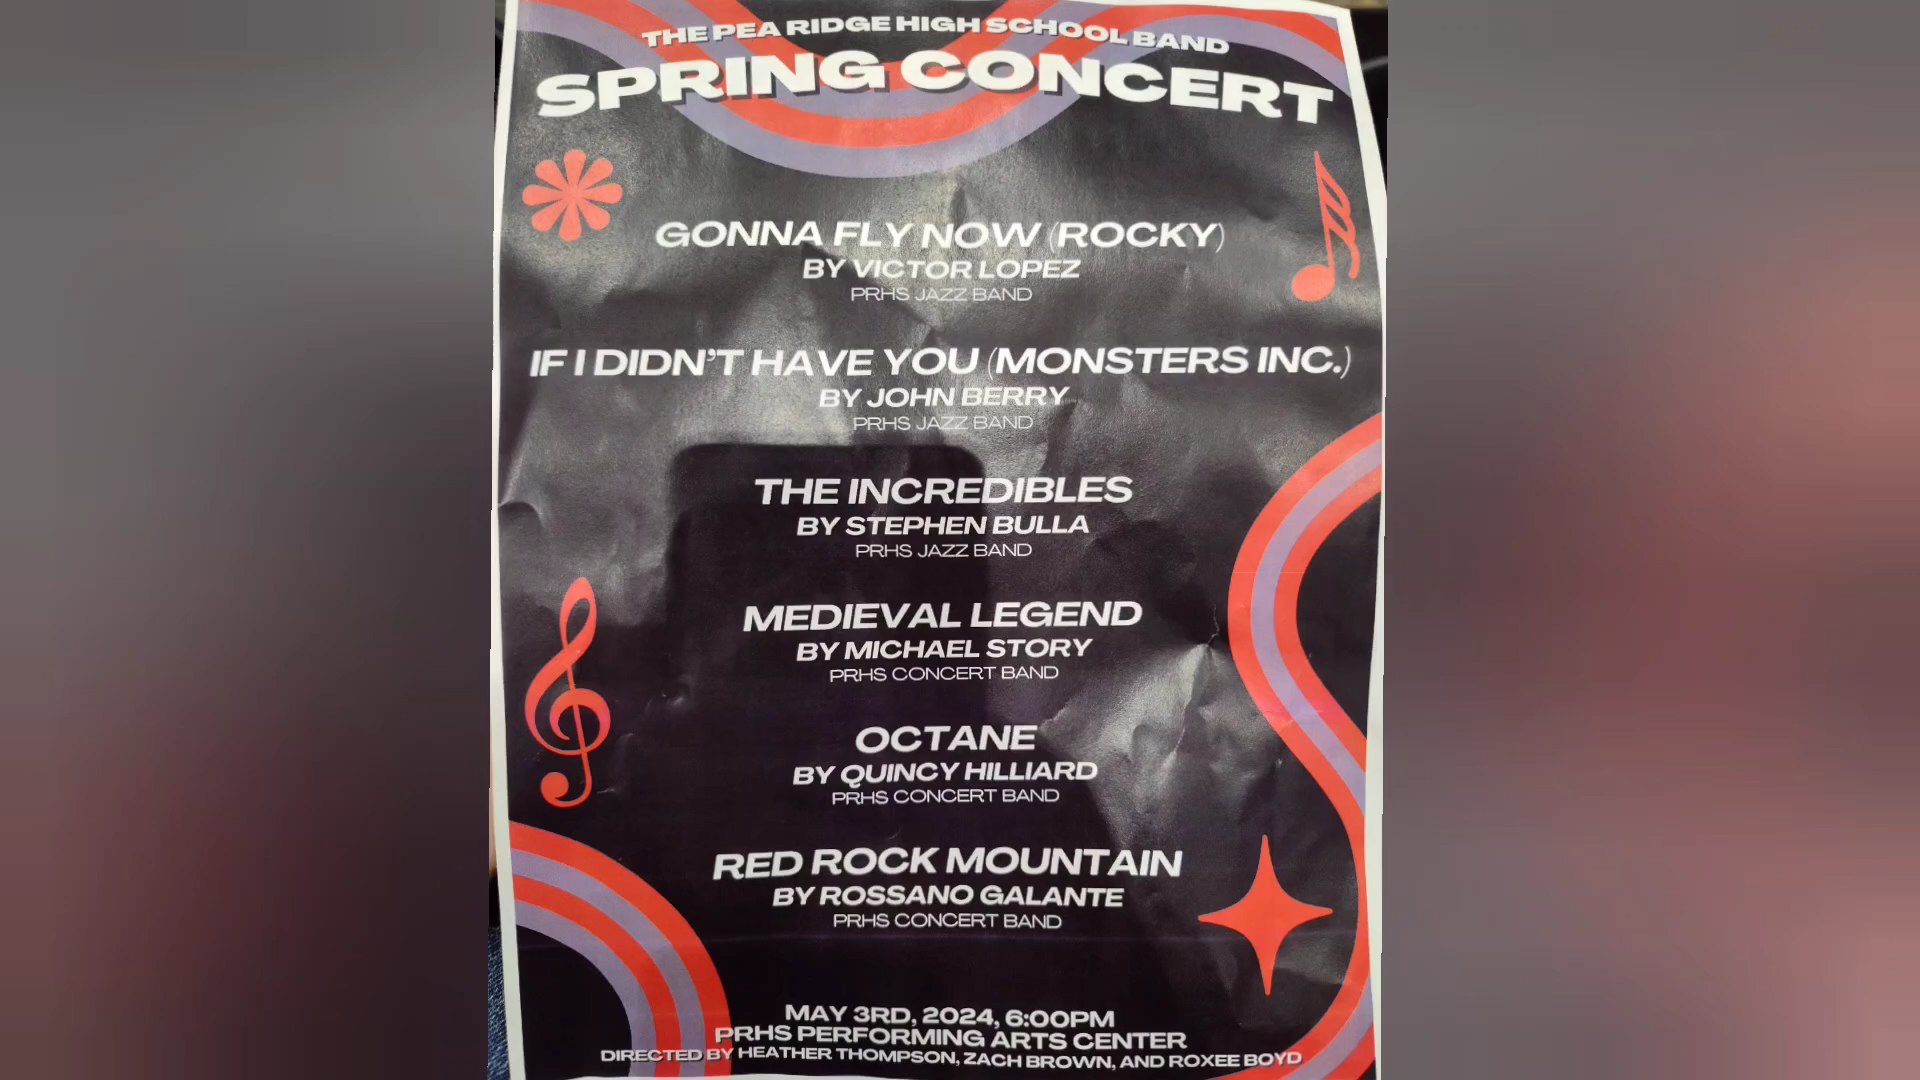 THE PEA RIDGE HIGH SCHOOL BAND
SPRING CONCERT
GONNA FLY NOW (ROCKY)
BY VICTOR LOPEZ
PRHS JAZZ BAND
IF I DIDN'T HAVE YOU (MONSTERS INC.)
BY JOHN BERRY
PRHS JAZZ BAND
THE INCREDIBLES
BY STEPHEN BULLA
PRHS JAZZ BAND
MEDIEVAL LEGEND
BY MICHAEL STORY
PRHS CONCERT BAND
OCTANE
BY QUINCY HILLIARD
PRHS CONCERT BAND
RED ROCK MOUNTAIN
BY ROSSANO GALANTE
PRHS CONCERT BAND
MAY 3RD, 2024, 6:00PM
PRHS PERFORMING ARTS CENTER
DIRECTED BY HEATHER THOMPSON, ZACH BROWN, AND ROXEE BOYD